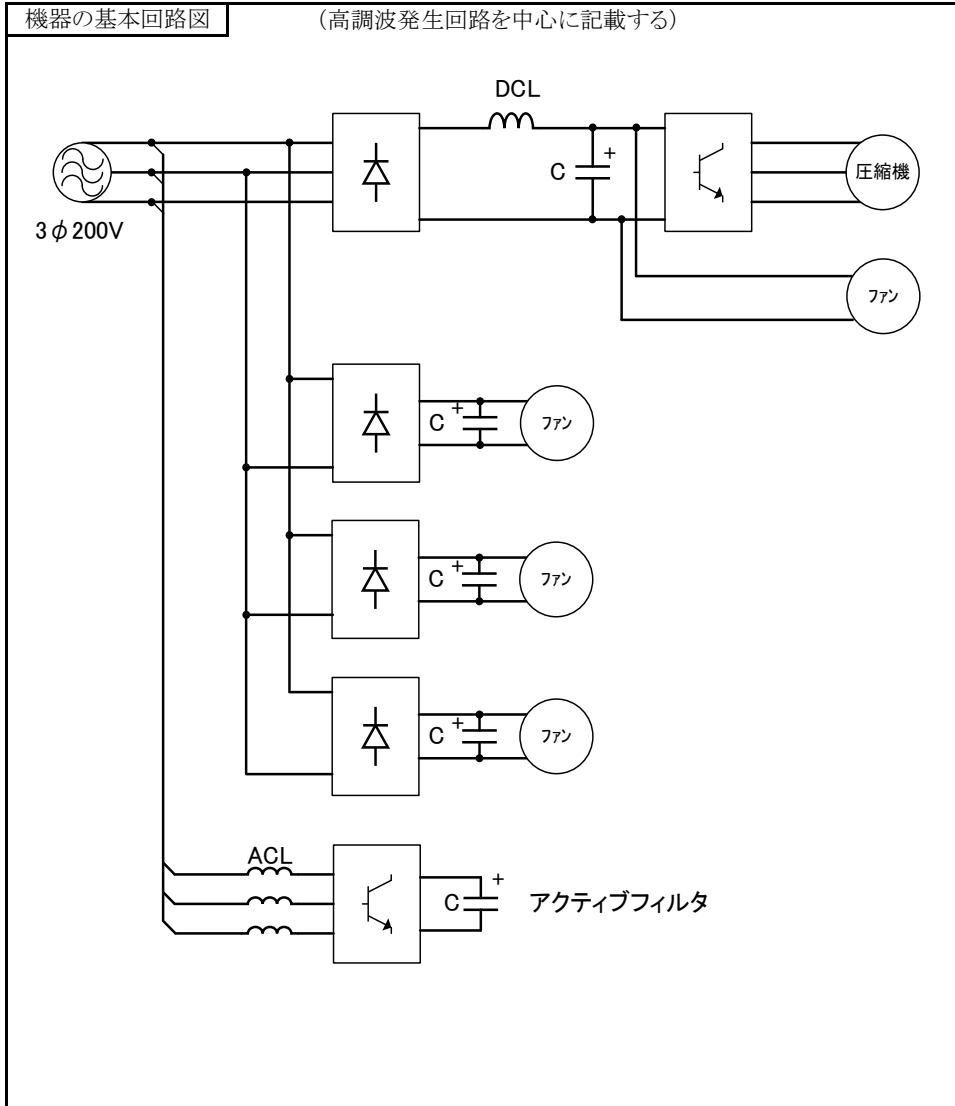 機器の基本回路図
（高調波発生回路を中心に記載する）
DCL
C
+
圧縮機
3φ200V
ファン
C
+
ファン
C
+
ファン
C
+
ファン
ACL
C
+
アクティブフィルタ